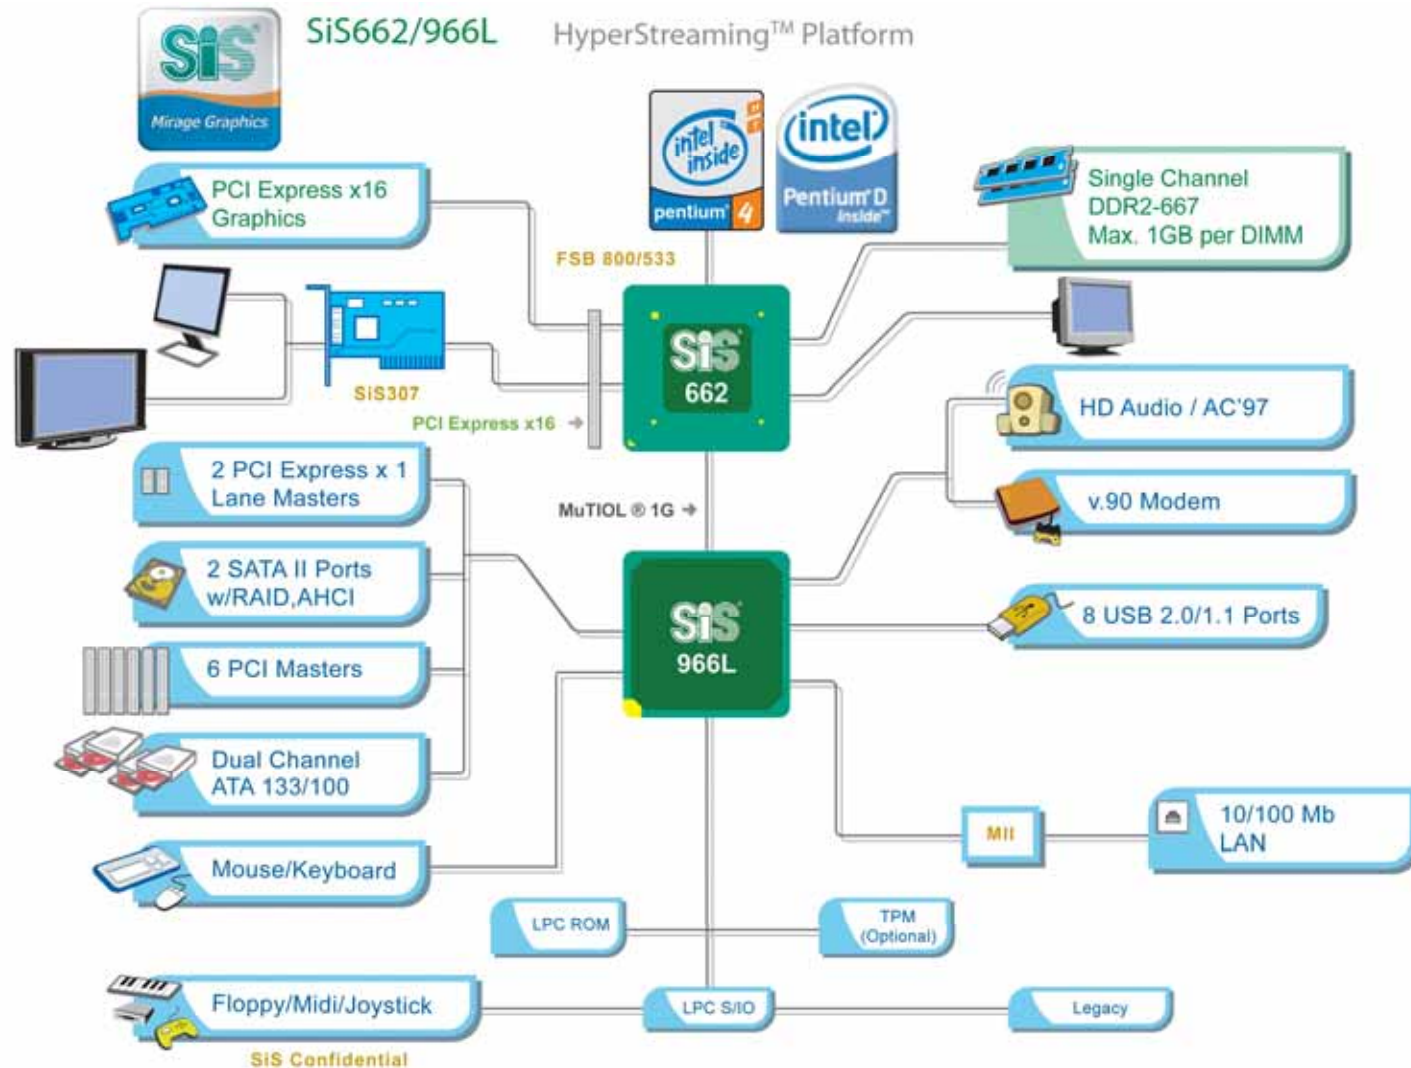 SiS
Mirage Graphics
SiS662/966L
HyperStreaming™ Platform
intel inside™
pentium® 4
HT
intel®
Pentium® D
inside™
PCI Express x16
Graphics
FSB 800/533
Single Channel
DDR2-667
Max. 1GB per DIMM
SiS307
SiS®
662
PCI Express x16 →
HD Audio / AC'97
2 PCI Express x 1
Lane Masters
MuTIOL ® 1G →
v.90 Modem
2 SATA II Ports
w/RAID,AHCI
SiS®
966L
8 USB 2.0/1.1 Ports
6 PCI Masters
Dual Channel
ATA 133/100
MII
10/100 Mb
LAN
Mouse/Keyboard
LPC ROM
TPM
(Optional)
Floppy/Midi/Joystick
LPC S/IO
Legacy
SiS Confidential